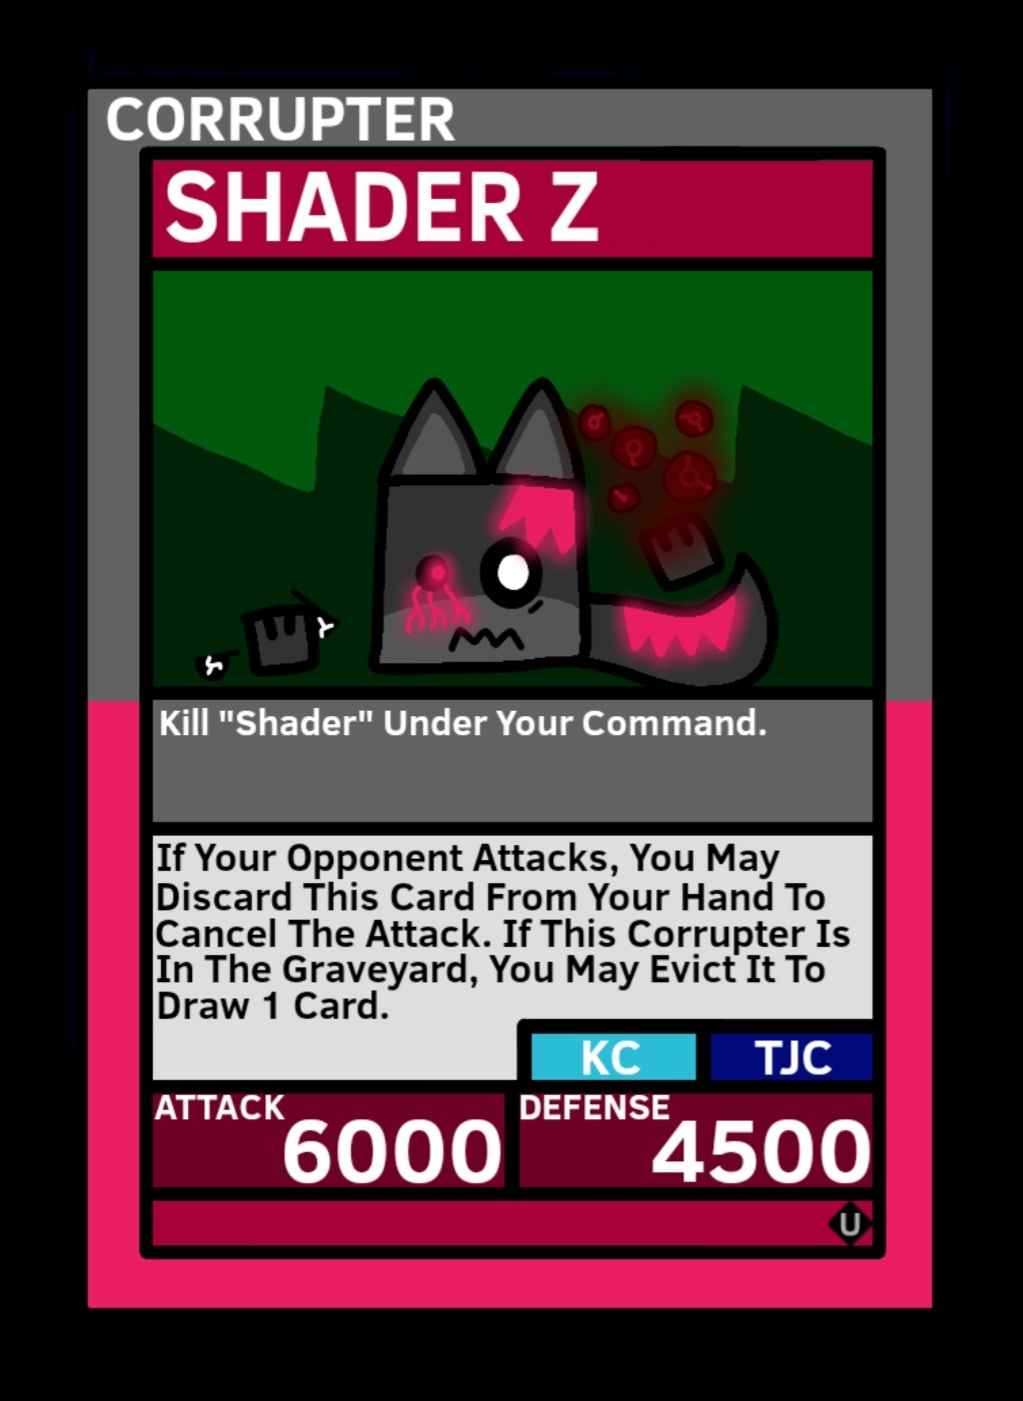 CORRUPTER
SHADER Z
Kill "Shader" Under Your Command.
If Your Opponent Attacks, You May
Discard This Card From Your Hand To
Cancel The Attack. If This Corrupter Is
In The Graveyard, You May Evict It To
Draw 1 Card.
KC TJC
ATTACK DEFENSE
6000 4500
U